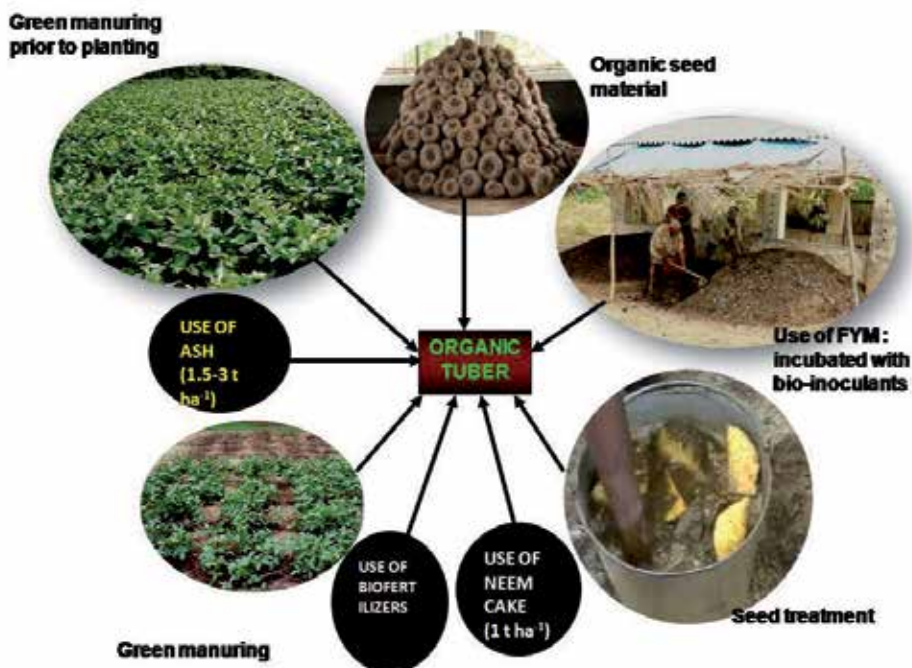 Green manuring
prior to planting
Organic seed
material
Use of FYM :
incubated with
bio-inoculants
USE OF
ASH
(1.5-3 t
ha⁻¹)
ORGANIC
TUBER
USE OF
BIOFERT
ILIZERS
USE OF
NEEM
CAKE
(1 t ha⁻¹)
Seed treatment
Green manuring